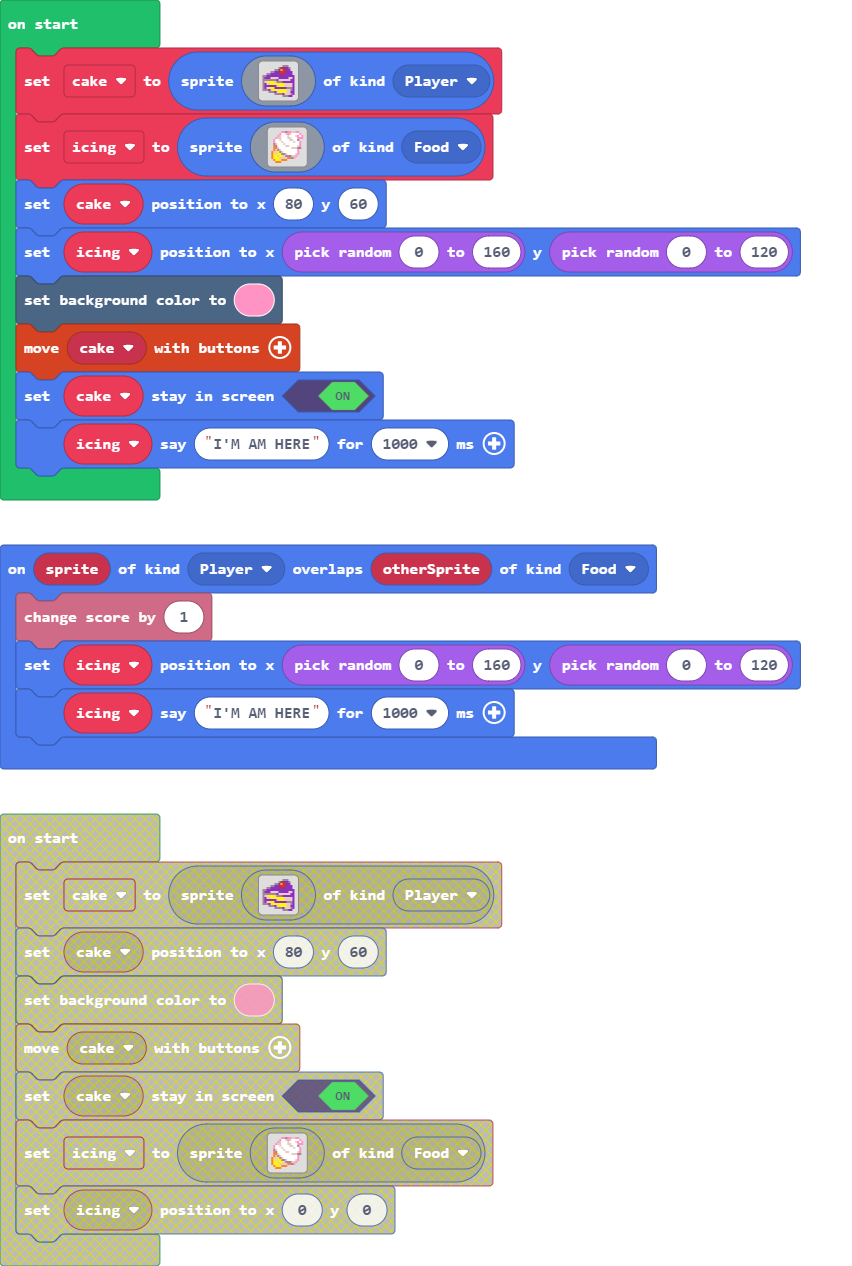 on start
set cake to sprite of kind Player
set icing to sprite of kind Food
set cake position to x 80 y 60
set icing position to x pick random 0 to 160 y pick random 0 to 120
set background color to
move cake with buttons
set cake stay in screen ON
icing say "I'M AM HERE" for 1000 ms
on sprite of kind Player overlaps otherSprite of kind Food
change score by 1
set icing position to x pick random 0 to 160 y pick random 0 to 120
icing say "I'M AM HERE" for 1000 ms
on start
set cake to sprite of kind Player
set cake position to x 80 y 60
set background color to
move cake with buttons
set cake stay in screen ON
set icing to sprite of kind Food
set icing position to x 0 y 0